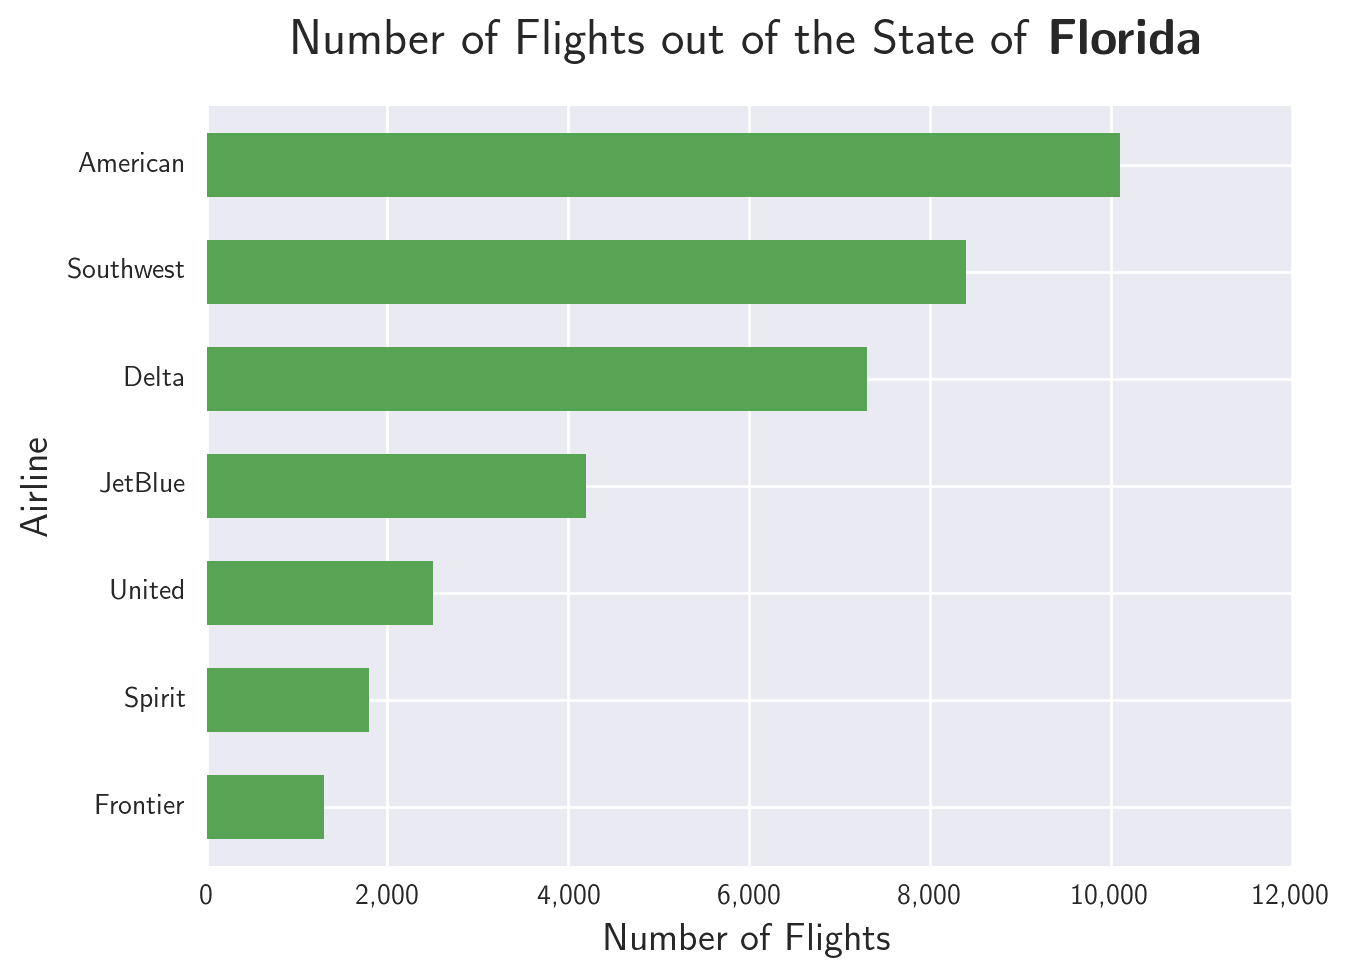 Number of Flights out of the State of Florida
American
Southwest
Delta
JetBlue
United
Spirit
Frontier
Airline
0 2,000 4,000 6,000 8,000 10,000 12,000
Number of Flights